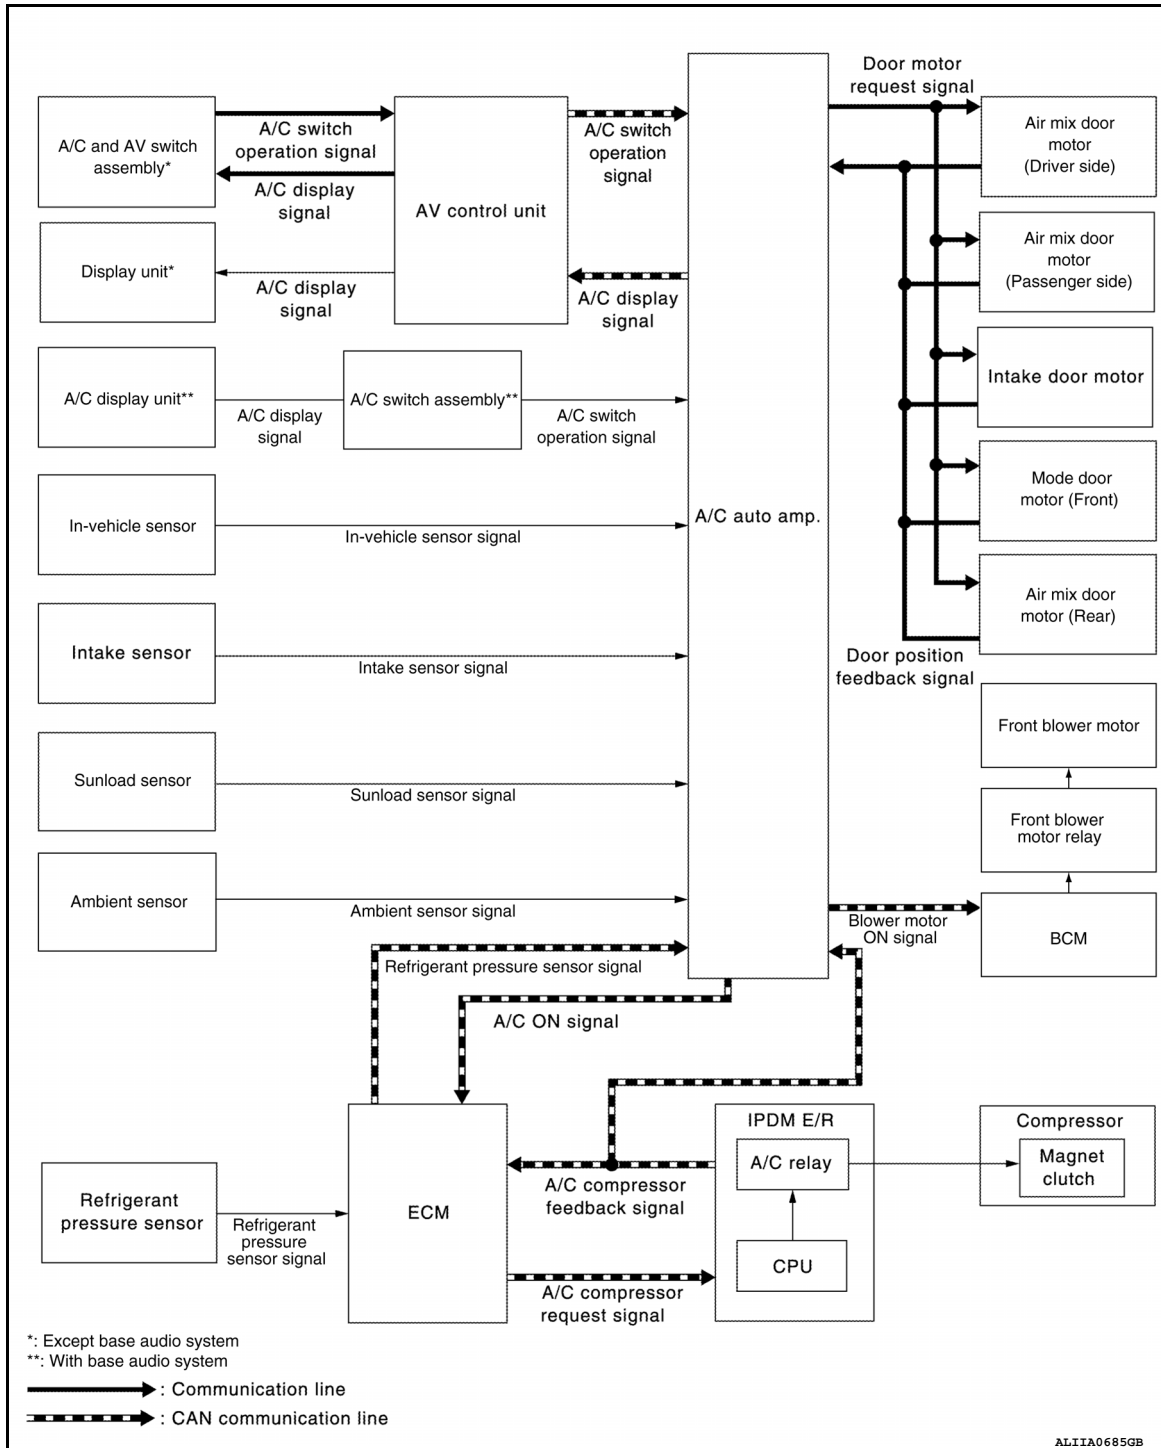 Door motor
request signal
A/C and AV switch
assembly*
A/C switch
operation signal
A/C display
signal
AV control unit
A/C switch
operation
signal
A/C display
signal
Display unit*
A/C display
signal
A/C display unit**
A/C display
signal
A/C switch assembly**
A/C switch
operation signal
In-vehicle sensor
In-vehicle sensor signal
Intake sensor
Intake sensor signal
Sunload sensor
Sunload sensor signal
Ambient sensor
Ambient sensor signal
A/C auto amp.
Air mix door
motor
(Driver side)
Air mix door
motor
(Passenger side)
Intake door motor
Mode door
motor (Front)
Air mix door
motor (Rear)
Door position
feedback signal
Front blower motor
Front blower
motor relay
Blower motor
ON signal
BCM
Refrigerant pressure sensor signal
A/C ON signal
Refrigerant
pressure sensor
Refrigerant
pressure
sensor signal
ECM
A/C compressor
feedback signal
A/C compressor
request signal
IPDM E/R
A/C relay
CPU
Compressor
Magnet
clutch
*: Except base audio system
**: With base audio system
: Communication line
: CAN communication line
ALIIA0685GB